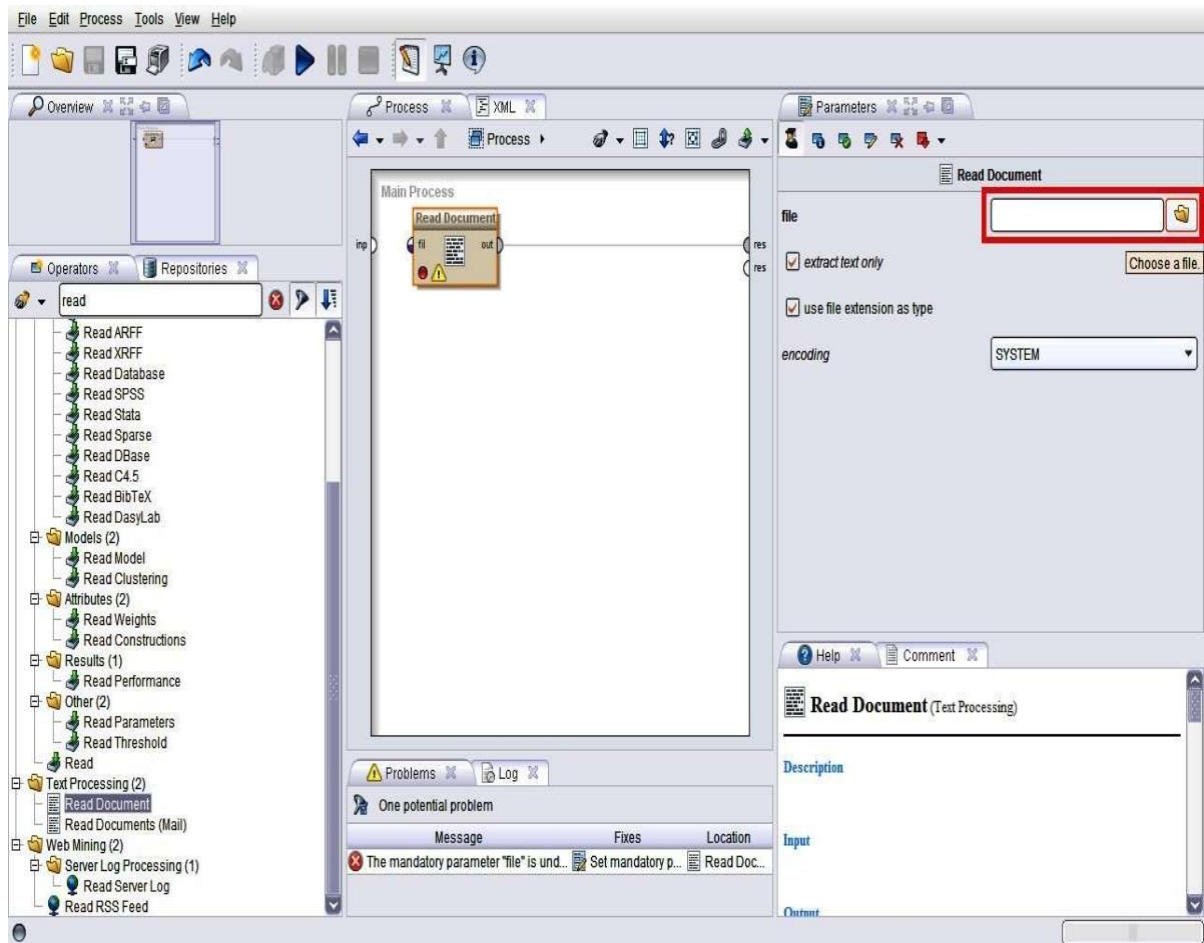 File Edit Process Tools View Help
Overview
Operators Repositories
read
Read ARFF
Read XRFF
Read Database
Read SPSS
Read Stata
Read Sparse
Read DBase
Read C4.5
Read BibTeX
Read DasyLab
Models (2)
Read Model
Read Clustering
Attributes (2)
Read Weights
Read Constructions
Results (1)
Read Performance
Other (2)
Read Parameters
Read Threshold
Read
Text Processing (2)
Read Document
Read Documents (Mail)
Web Mining (2)
Server Log Processing (1)
Read Server Log
Read RSS Feed
Process XML
Process
Main Process
Read Document
inp fil out res
res
Problems Log
One potential problem
Message Fixes Location
The mandatory parameter "file" is und... Set mandatory p... Read Doc...
Parameters
Read Document
file
extract text only
Choose a file.
use file extension as type
encoding SYSTEM
Help Comment
Read Document (Text Processing)
Description
Input
Output